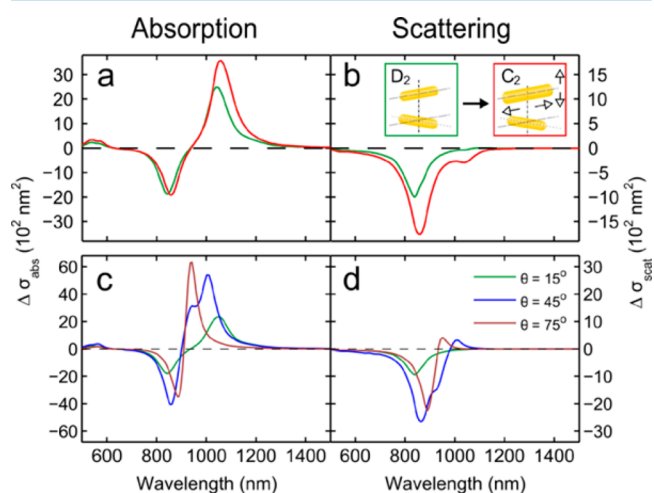 Absorption Scattering
a b
D2 C2
30
20
10
0
−10
−20
−30
15
10
5
0
−5
−10
−15
Δ σabs (10² nm²)
Δ σscat (10² nm²)
c d
θ = 15°
θ = 45°
θ = 75°
60
40
20
0
−20
−40
−60
30
20
10
0
−10
−20
−30
600 800 1000 1200 1400 600 800 1000 1200 1400
Wavelength (nm) Wavelength (nm)